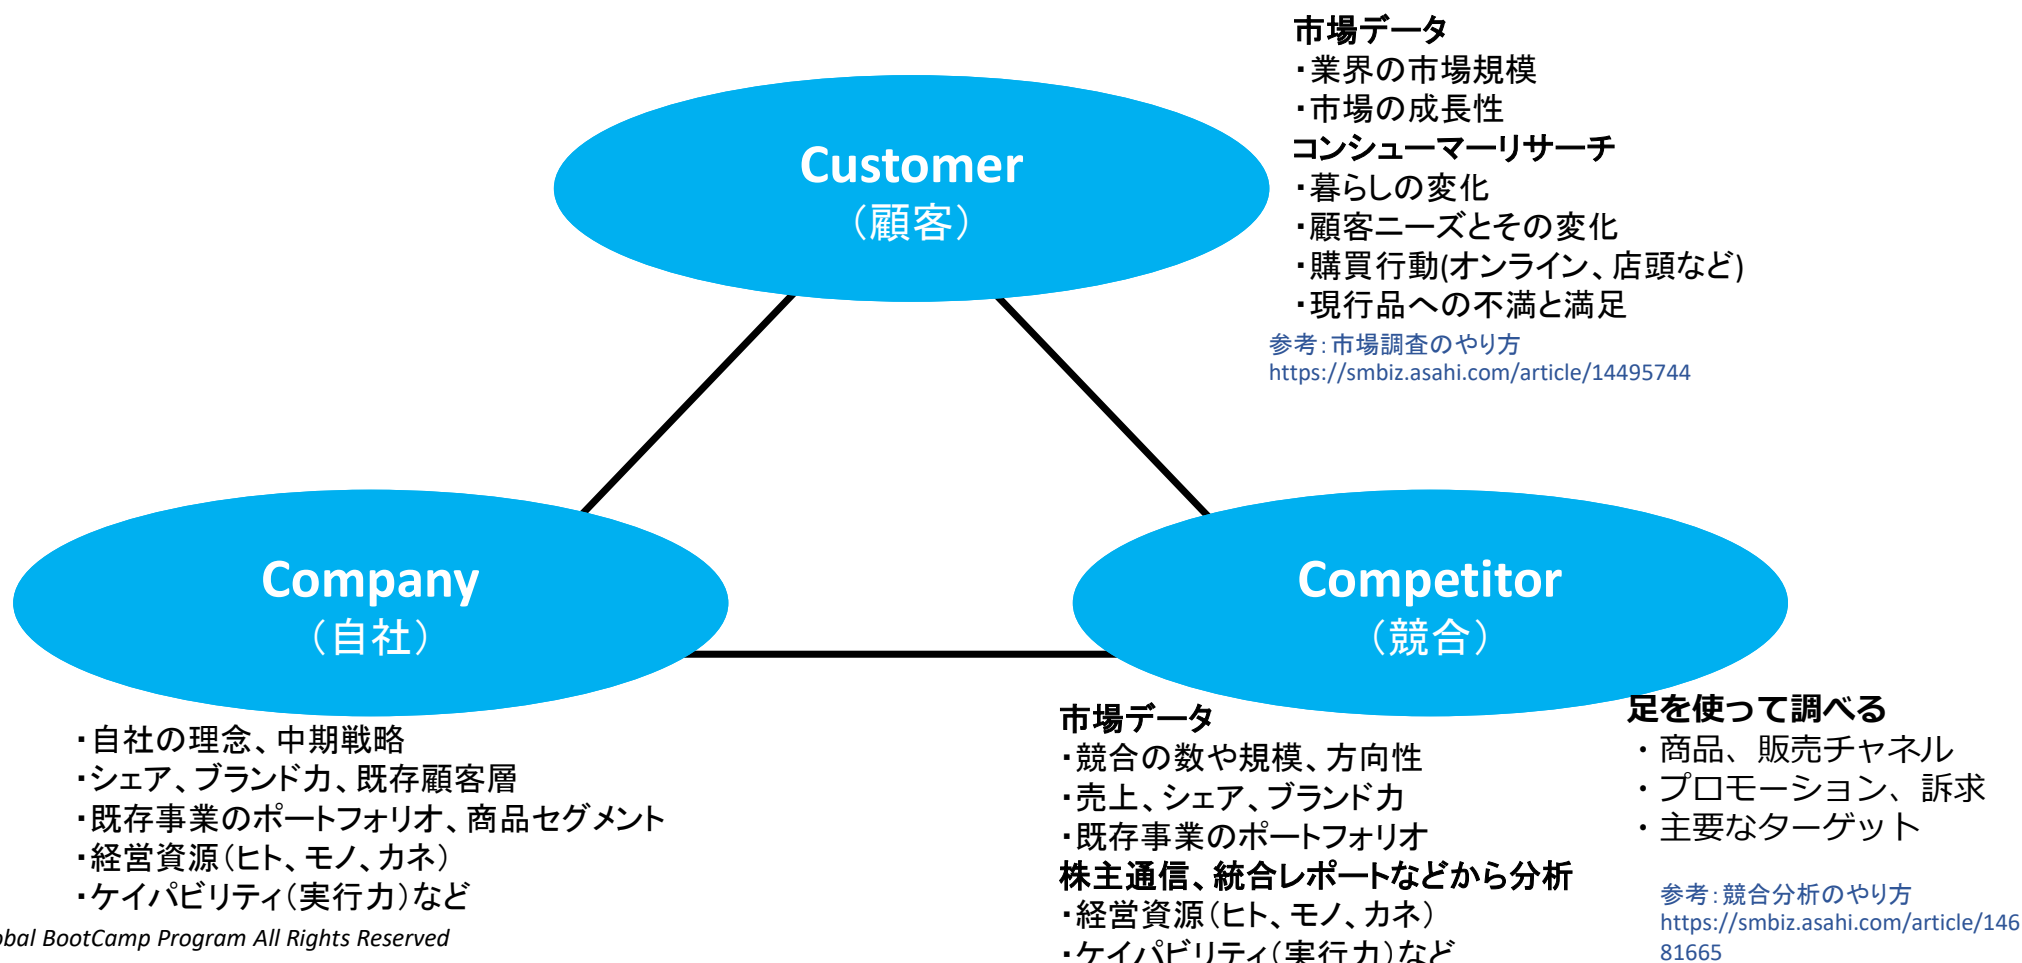 市場データ
・業界の市場規模
・市場の成長性
コンシューマーリサーチ
・暮らしの変化
・顧客ニーズとその変化
・購買行動(オンライン、店頭など)
・現行品への不満と満足
参考：市場調査のやり方
https://smbiz.asahi.com/article/14495744
Customer
（顧客）
Company
（自社）
Competitor
（競合）
・自社の理念、中期戦略
・シェア、ブランド力、既存顧客層
・既存事業のポートフォリオ、商品セグメント
・経営資源（ヒト、モノ、カネ）
・ケイパビリティ（実行力）など
市場データ
・競合の数や規模、方向性
・売上、シェア、ブランド力
・既存事業のポートフォリオ
株主通信、統合レポートなどから分析
・経営資源（ヒト、モノ、カネ）
・ケイパビリティ（実行力）など
足を使って調べる
・商品、販売チャネル
・プロモーション、訴求
・主要なターゲット
参考：競合分析のやり方
https://smbiz.asahi.com/article/146
81665
obal BootCamp Program All Rights Reserved